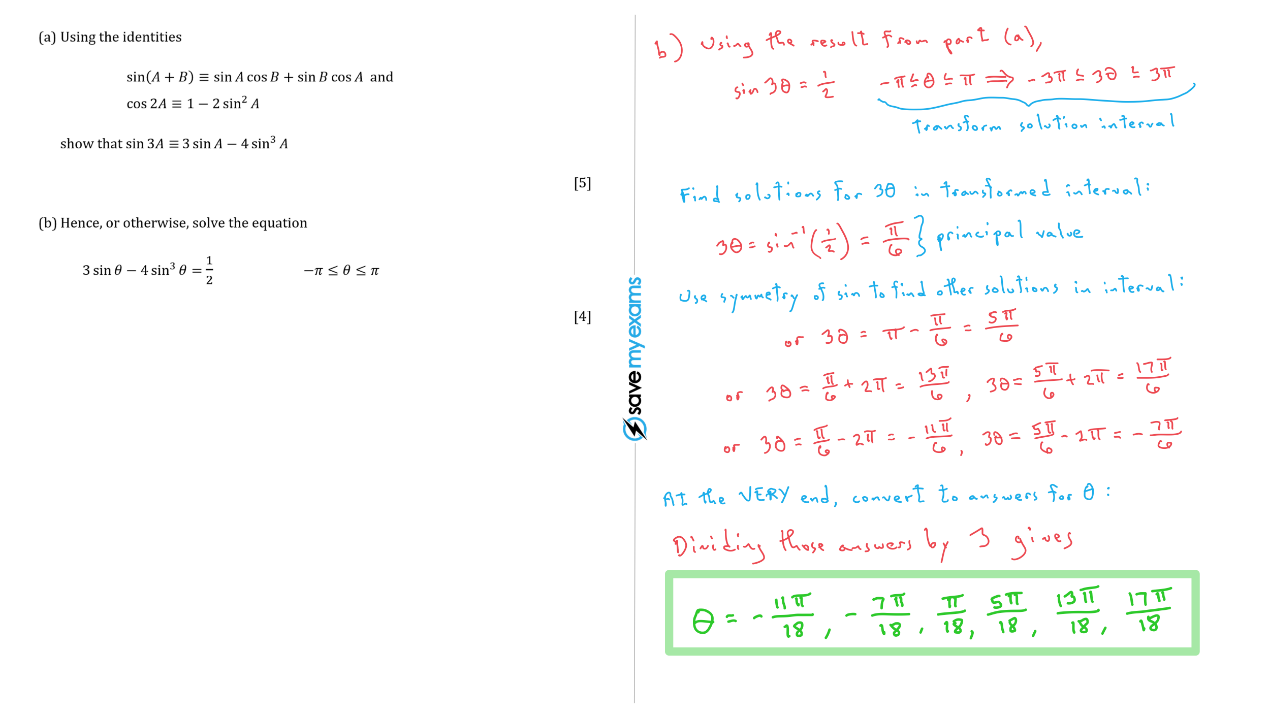 (a) Using the identities
sin(A + B) ≡ sin A cos B + sin B cos A and
cos 2A ≡ 1 − 2 sin² A
show that sin 3A ≡ 3 sin A − 4 sin³ A
[5]
(b) Hence, or otherwise, solve the equation
3 sin θ − 4 sin³ θ = 1/2 −π ≤ θ ≤ π
[4]
save my exams
b) Using the result from part (a),
sin 3θ = 1/2 −π ≤ θ ≤ π ⟹ −3π ≤ 3θ ≤ 3π
transform solution interval
Find solutions for 3θ in transformed interval:
3θ = sin⁻¹(1/2) = π/6 } principal value
Use symmetry of sin to find other solutions in interval:
or 3θ = π − π/6 = 5π/6
or 3θ = π/6 + 2π = 13π/6 , 3θ = 5π/6 + 2π = 17π/6
or 3θ = π/6 − 2π = −11π/6 , 3θ = 5π/6 − 2π = −7π/6
At the VERY end, convert to answers for θ :
Dividing those answers by 3 gives
θ = −11π/18 , −7π/18 , π/18 , 5π/18 , 13π/18 , 17π/18